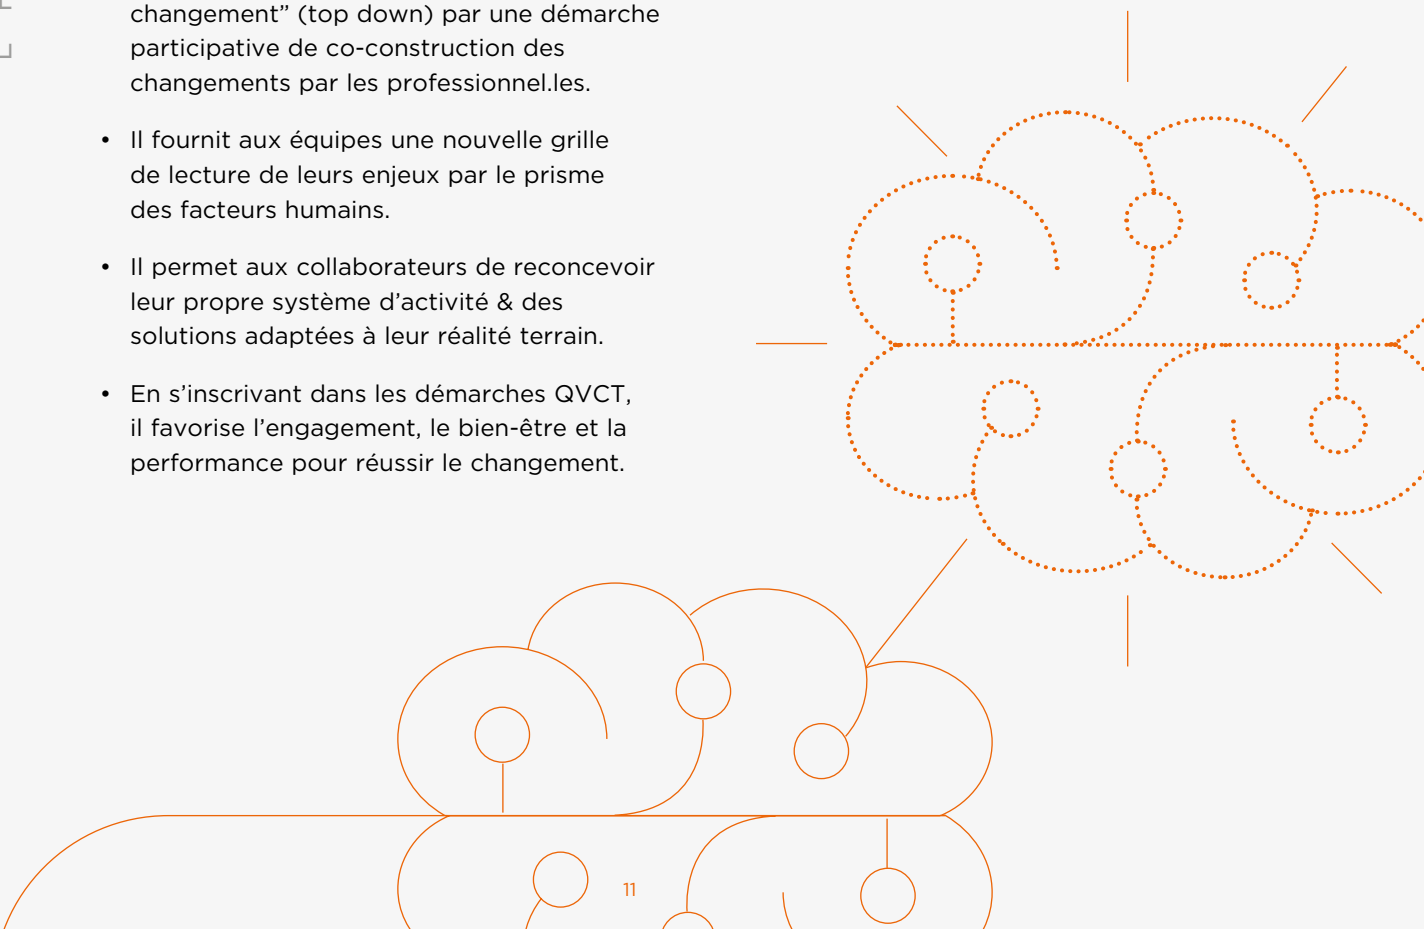 changement” (top down) par une démarche
participative de co-construction des
changements par les professionnel.les.
• Il fournit aux équipes une nouvelle grille
de lecture de leurs enjeux par le prisme
des facteurs humains.
• Il permet aux collaborateurs de reconcevoir
leur propre système d’activité & des
solutions adaptées à leur réalité terrain.
• En s’inscrivant dans les démarches QVCT,
il favorise l’engagement, le bien-être et la
performance pour réussir le changement.
11